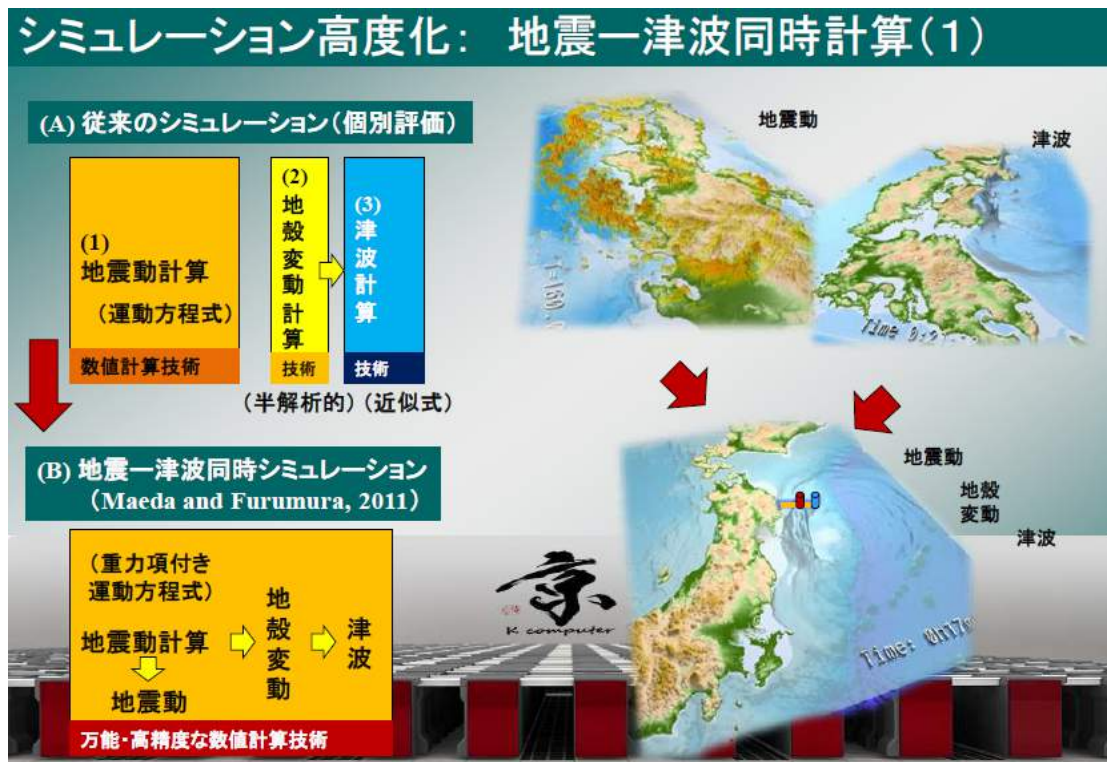 シミュレーション高度化： 地震ー津波同時計算(1)
(A) 従来のシミュレーション(個別評価)
(1)
地震動計算
(運動方程式)
数値計算技術
(2)
地殻変動計算
技術
(3)
津波計算
技術
(半解析的)
(近似式)
地震動
津波
(B) 地震ー津波同時シミュレーション
(Maeda and Furumura, 2011)
(重力項付き
運動方程式)
地震動計算
地震動
地殻変動
津波
万能・高精度な数値計算技術
京
K computer
地震動
地殻
変動
津波